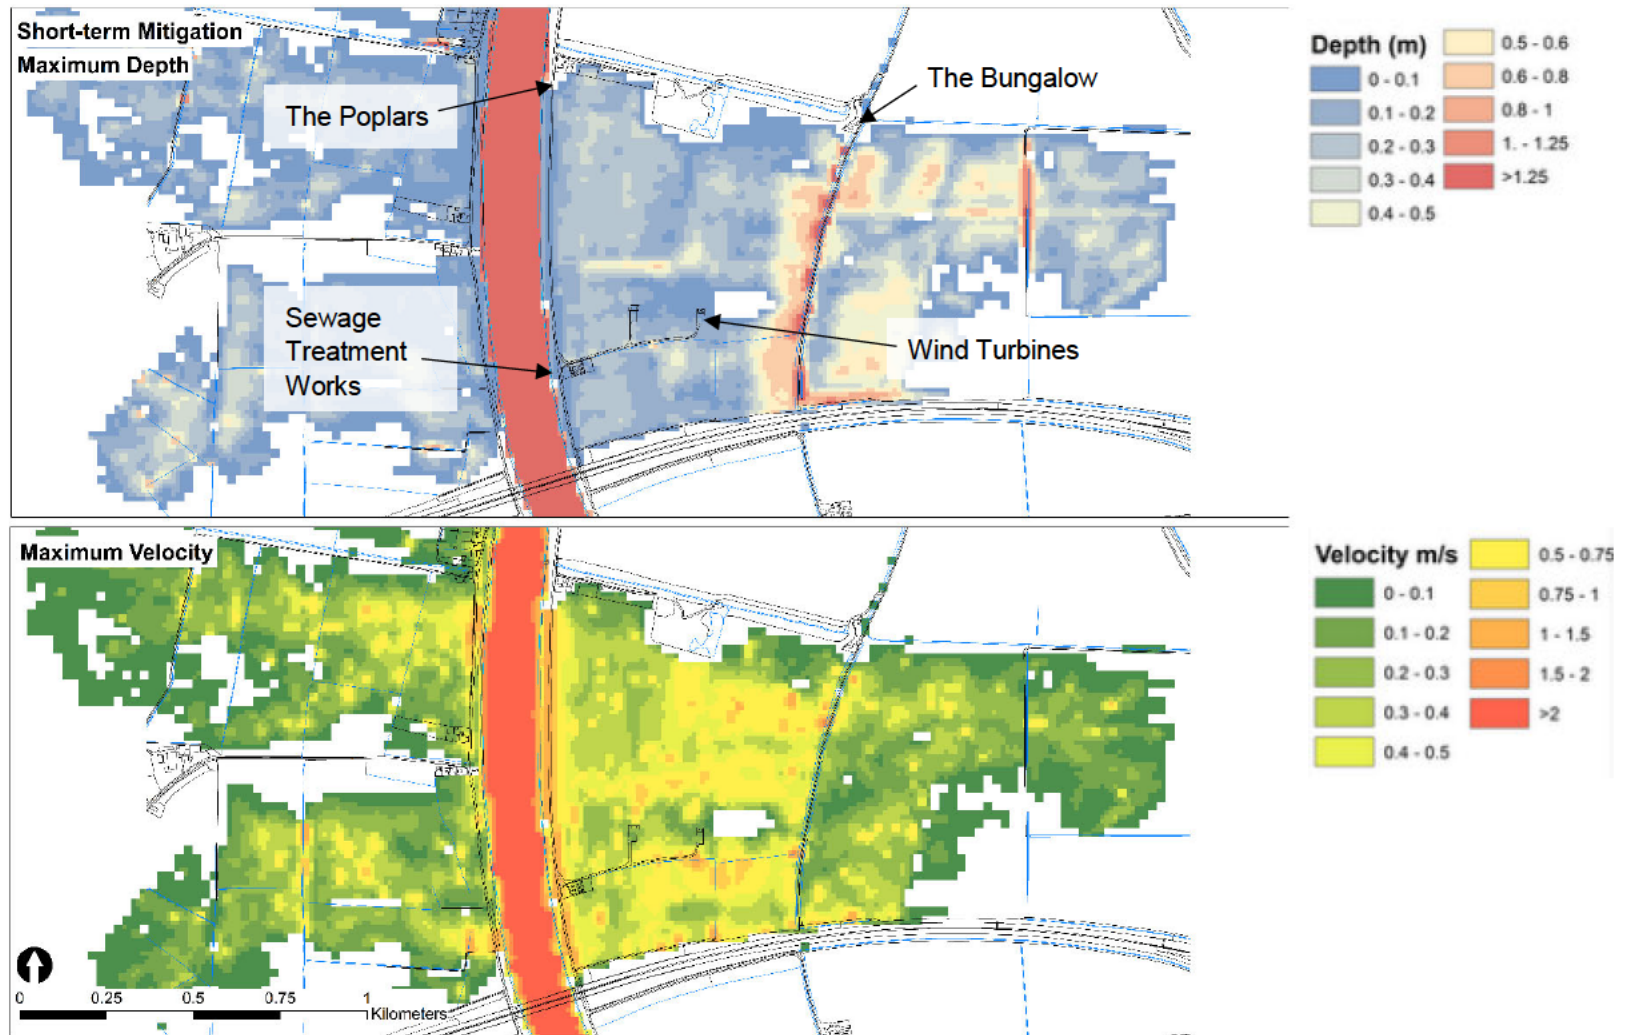 Short-term Mitigation
Maximum Depth
The Poplars
The Bungalow
Sewage
Treatment
Works
Wind Turbines
Depth (m)
0 - 0.1
0.1 - 0.2
0.2 - 0.3
0.3 - 0.4
0.4 - 0.5
0.5 - 0.6
0.6 - 0.8
0.8 - 1
1. - 1.25
>1.25
Maximum Velocity
0 0.25 0.5 0.75 1
Kilometers
Velocity m/s
0 - 0.1
0.1 - 0.2
0.2 - 0.3
0.3 - 0.4
0.4 - 0.5
0.5 - 0.75
0.75 - 1
1 - 1.5
1.5 - 2
>2